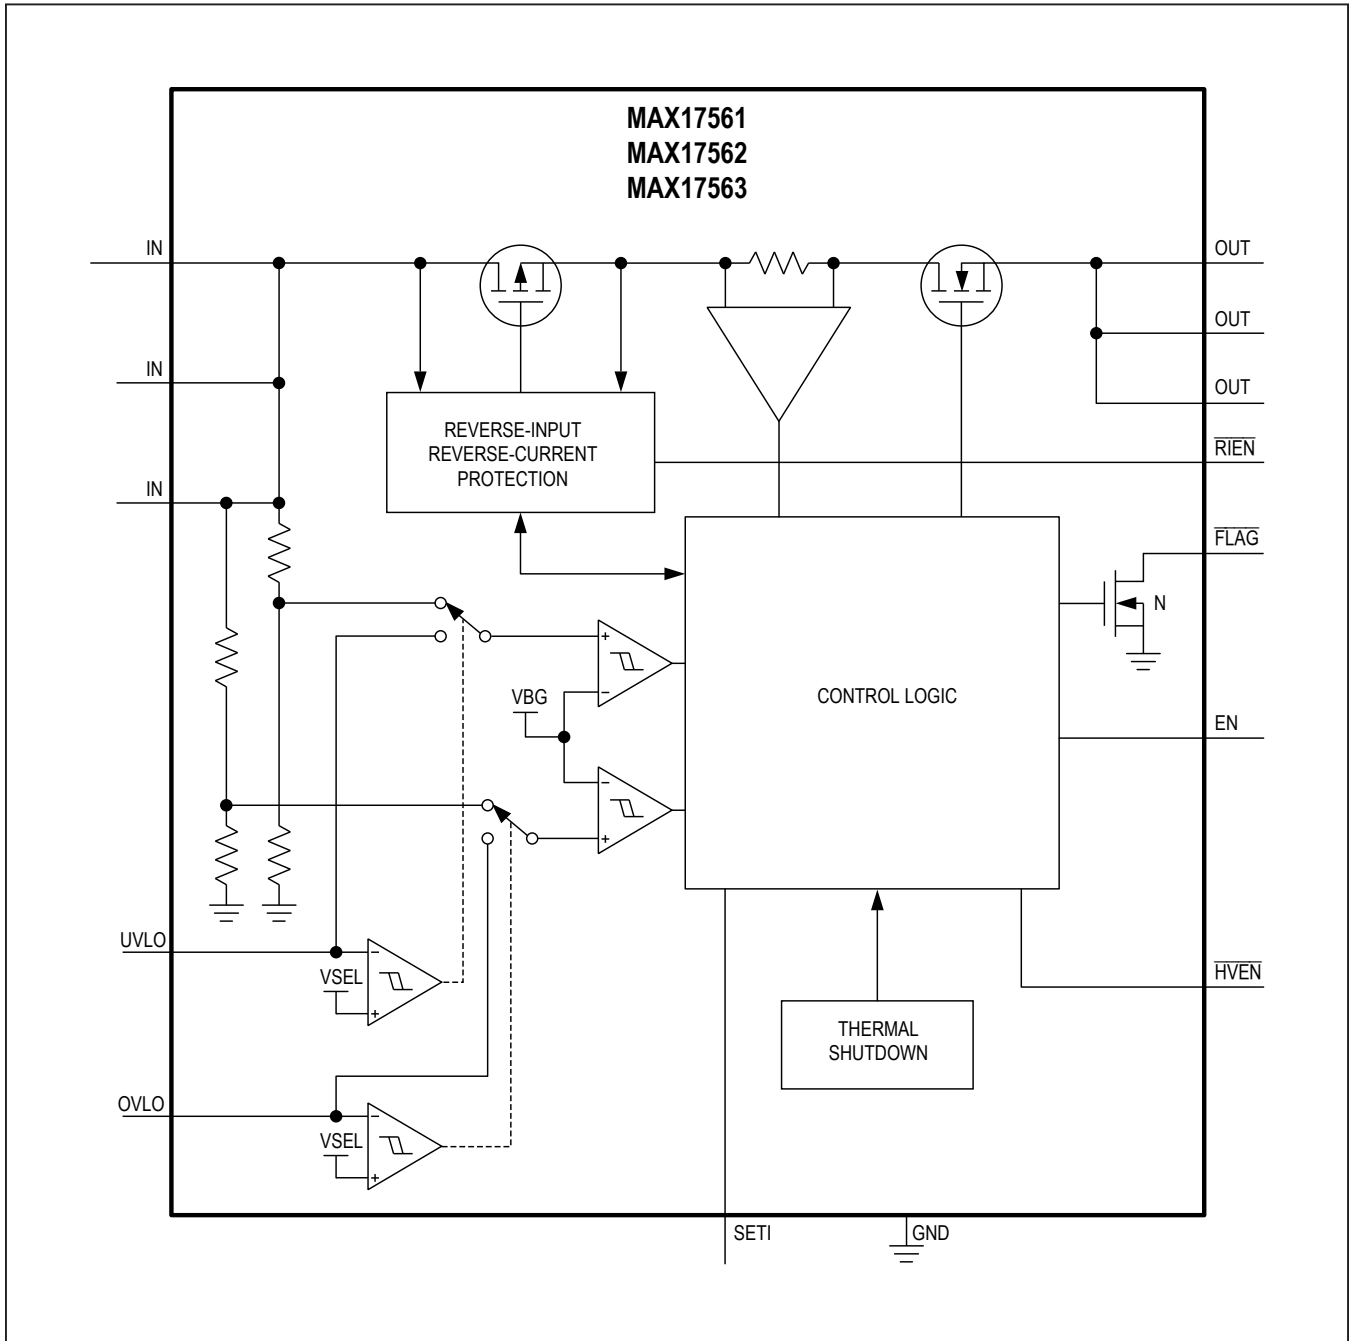 MAX17561
MAX17562
MAX17563
IN
OUT
OUT
IN
OUT
REVERSE-INPUT
REVERSE-CURRENT
PROTECTION
RIEN
IN
FLAG
N
+
−
VBG
CONTROL LOGIC
EN
−
+
UVLO
−
VSEL
+
HVEN
THERMAL
SHUTDOWN
OVLO
−
VSEL
+
SETI
GND